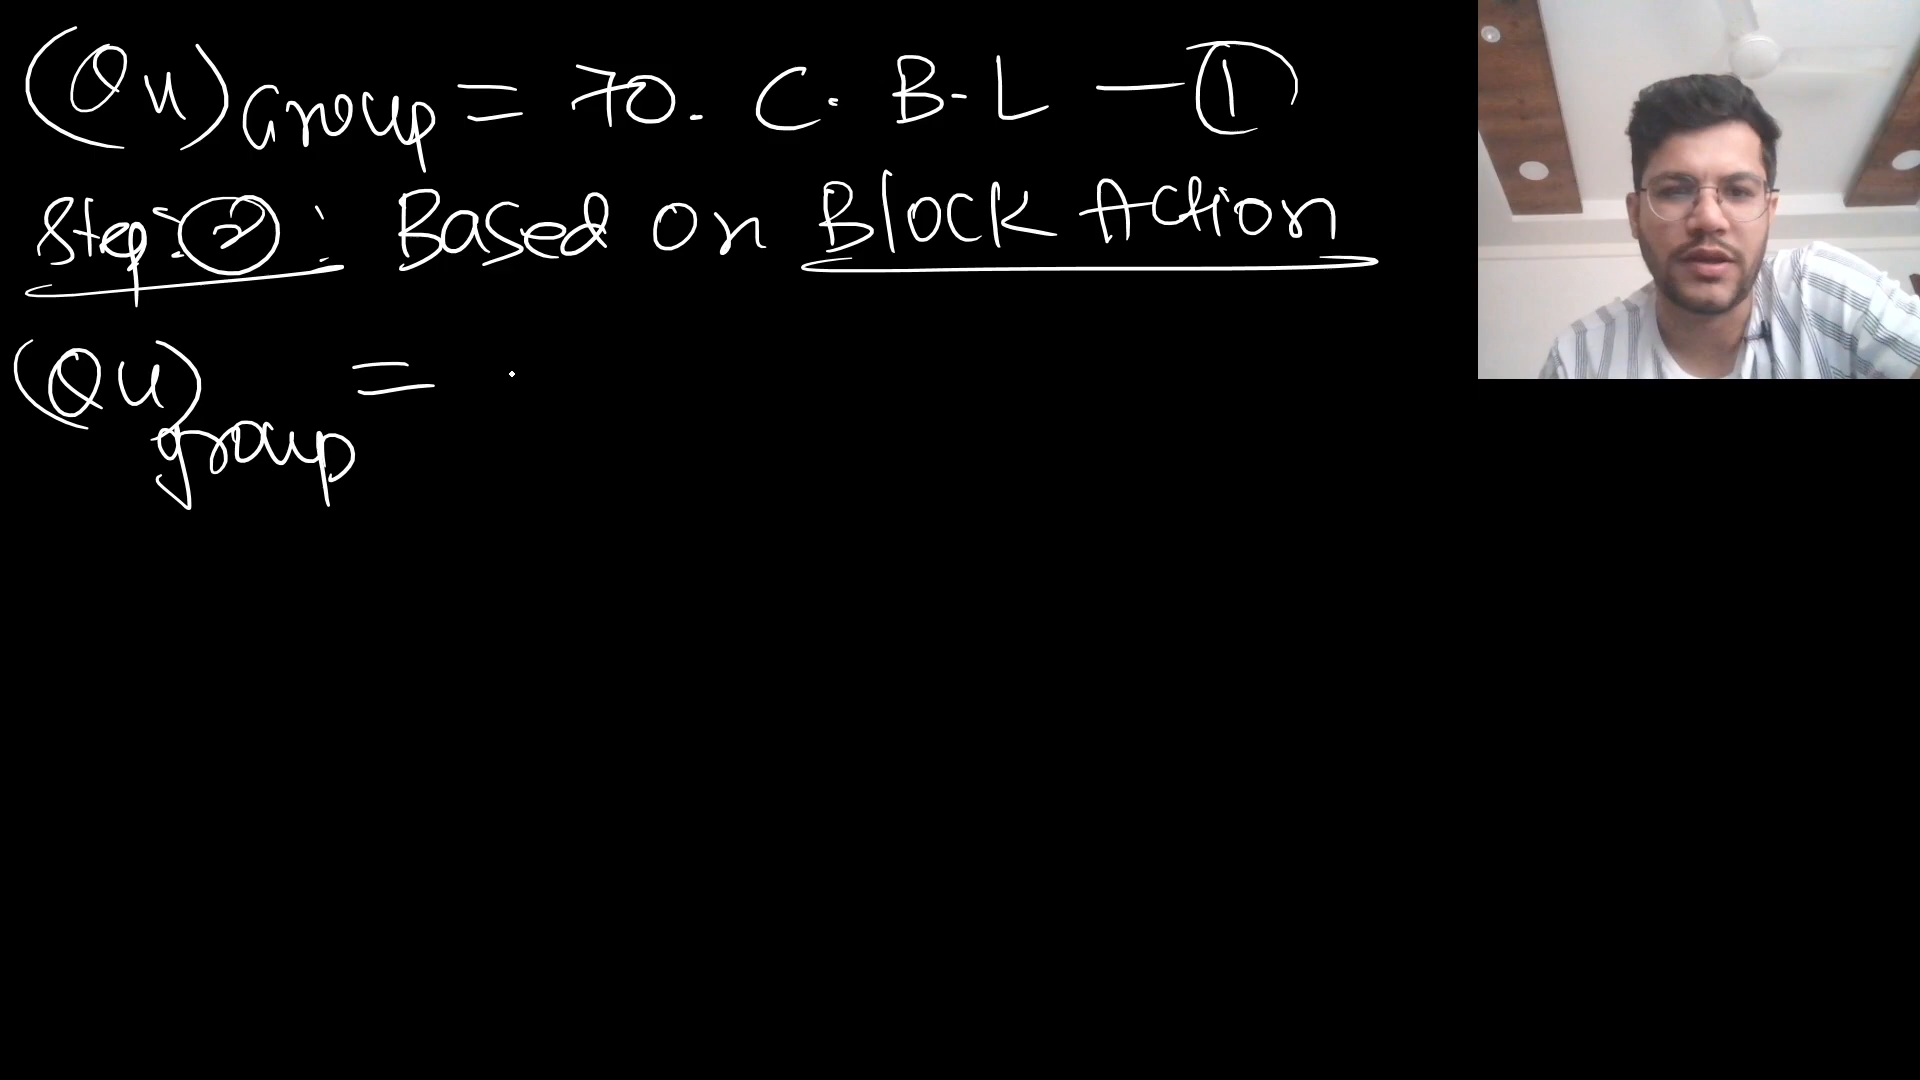 (Qu)Group = 70. C. B-L — ①
Step: ② : Based on Block Action
(Qu)group = .